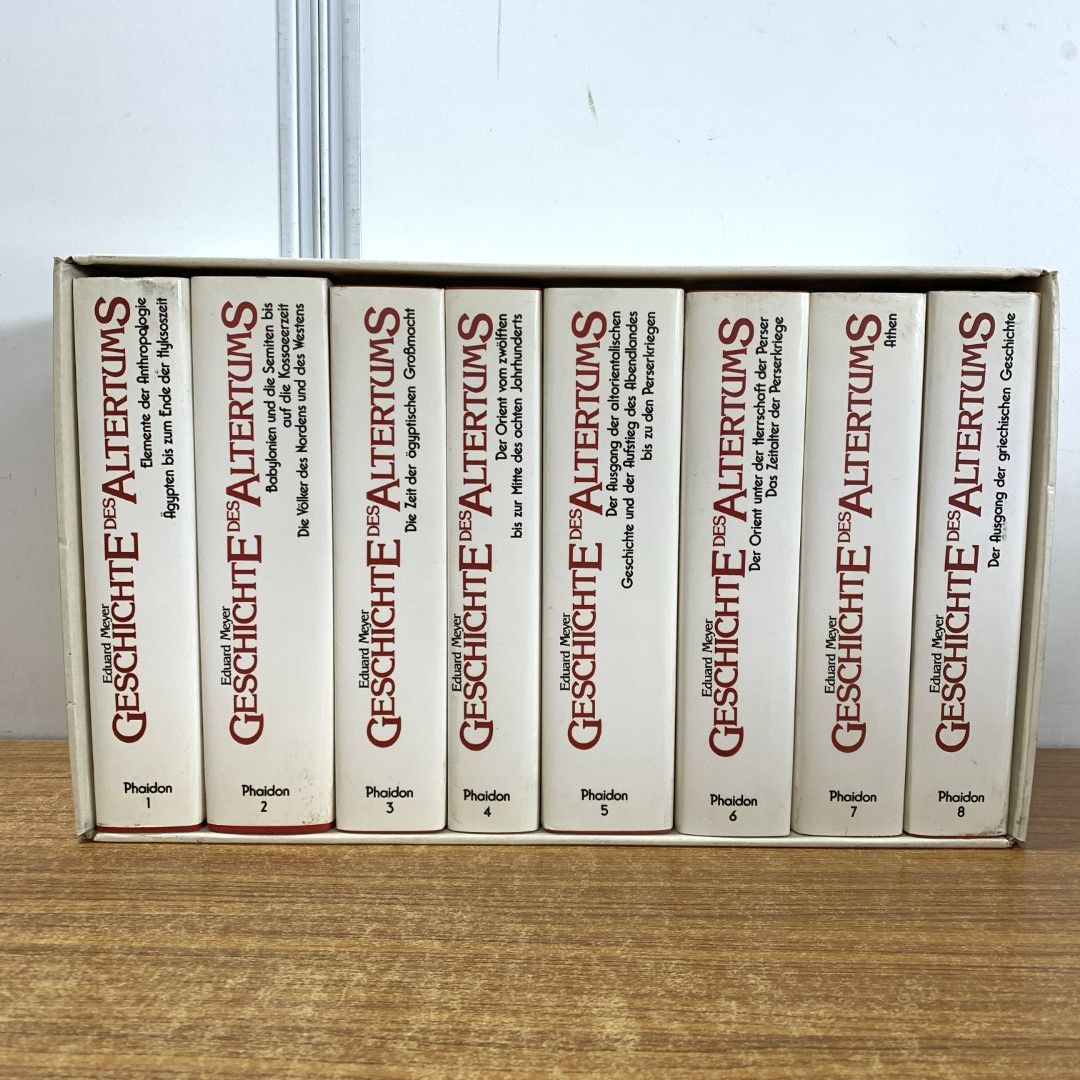 Eduard Meyer
GESCHICHTE DES ALTERTUMS
Elemente der Anthropologie
Ägypten bis zum Ende der Hyksoszeit
Phaidon
1
Eduard Meyer
GESCHICHTE DES ALTERTUMS
Babylonien und die Semiten bis
auf die Kossaeerzeit
Die Völker des Nordens und des Westens
Phaidon
2
Eduard Meyer
GESCHICHTE DES ALTERTUMS
Die Zeit der ägyptischen Großmacht
Phaidon
3
Eduard Meyer
GESCHICHTE DES ALTERTUMS
Der Orient vom zwölften
bis zur Mitte des achten Jahrhunderts
Phaidon
4
Eduard Meyer
GESCHICHTE DES ALTERTUMS
Der Ausgang der altorientalischen
Geschichte und der Aufstieg des Abendlandes
bis zu den Perserkriegen
Phaidon
5
Eduard Meyer
GESCHICHTE DES ALTERTUMS
Der Orient unter der Herrschaft der Perser
Das Zeitalter der Perserkriege
Phaidon
6
Eduard Meyer
GESCHICHTE DES ALTERTUMS
Athen
Phaidon
7
Eduard Meyer
GESCHICHTE DES ALTERTUMS
Der Ausgang der griechischen Geschichte
Phaidon
8